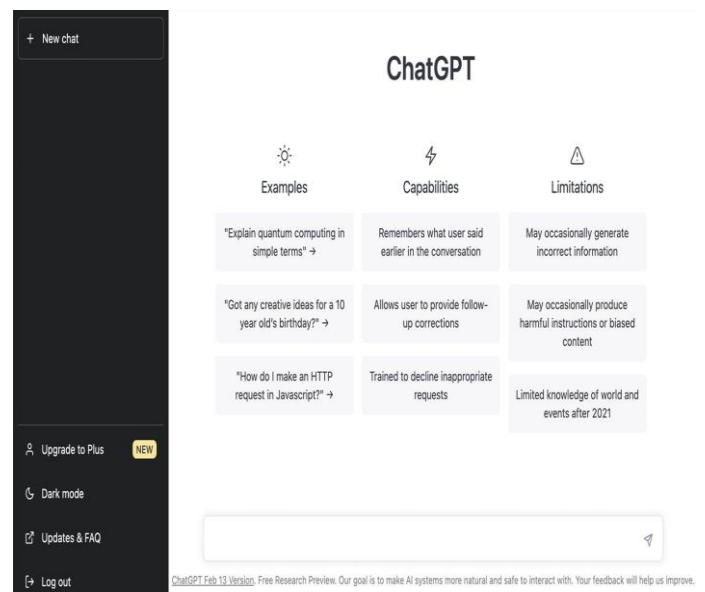 + New chat
ChatGPT
Examples
"Explain quantum computing in
simple terms" →
"Got any creative ideas for a 10
year old's birthday?" →
"How do I make an HTTP
request in Javascript?" →
Capabilities
Remembers what user said
earlier in the conversation
Allows user to provide follow-
up corrections
Trained to decline inappropriate
requests
Limitations
May occasionally generate
incorrect information
May occasionally produce
harmful instructions or biased
content
Limited knowledge of world and
events after 2021
Upgrade to Plus NEW
Dark mode
Updates & FAQ
Log out
ChatGPT Feb 13 Version. Free Research Preview. Our goal is to make AI systems more natural and safe to interact with. Your feedback will help us improve.